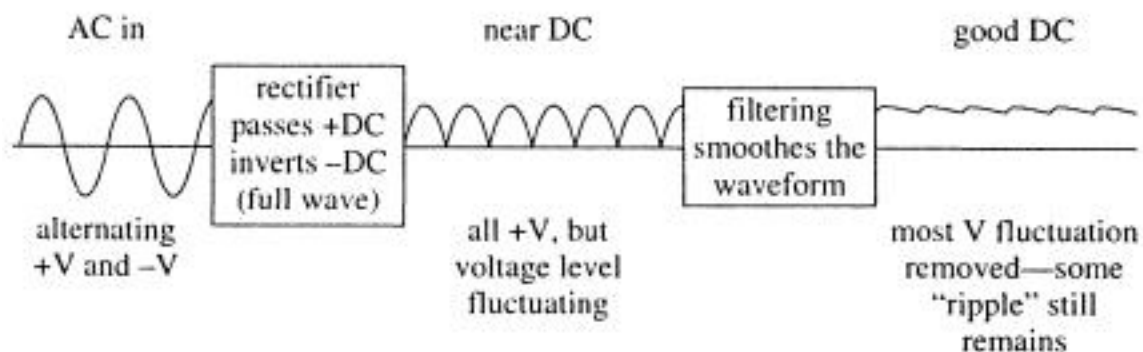 AC in
near DC
good DC
rectifier
passes +DC
inverts –DC
(full wave)
filtering
smoothes the
waveform
alternating
+V and –V
all +V, but
voltage level
fluctuating
most V fluctuation
removed—some
“ripple” still
remains